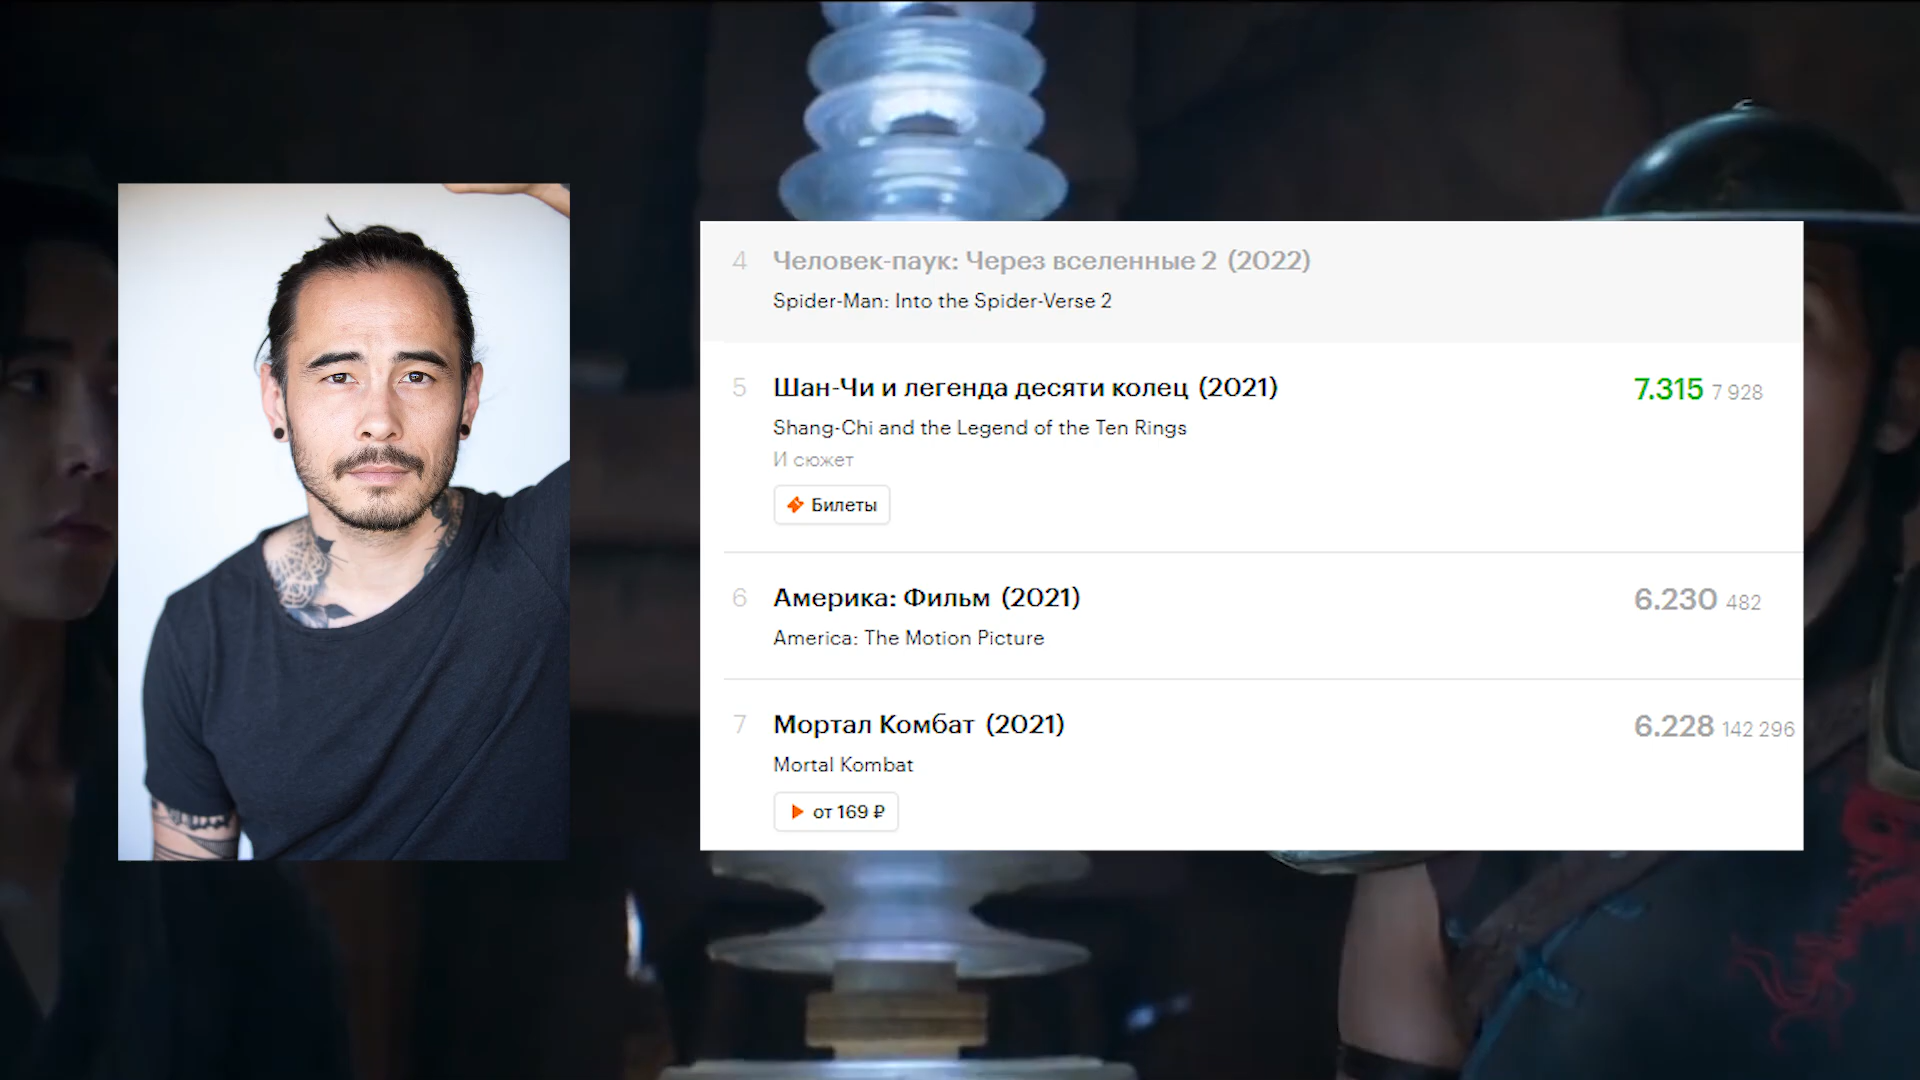 4 Человек-паук: Через вселенные 2 (2022)
Spider-Man: Into the Spider-Verse 2
5 Шан-Чи и легенда десяти колец (2021) 7.315 7 928
Shang-Chi and the Legend of the Ten Rings
И сюжет
Билеты
6 Америка: Фильм (2021) 6.230 482
America: The Motion Picture
7 Мортал Комбат (2021) 6.228 142 296
Mortal Kombat
от 169 ₽